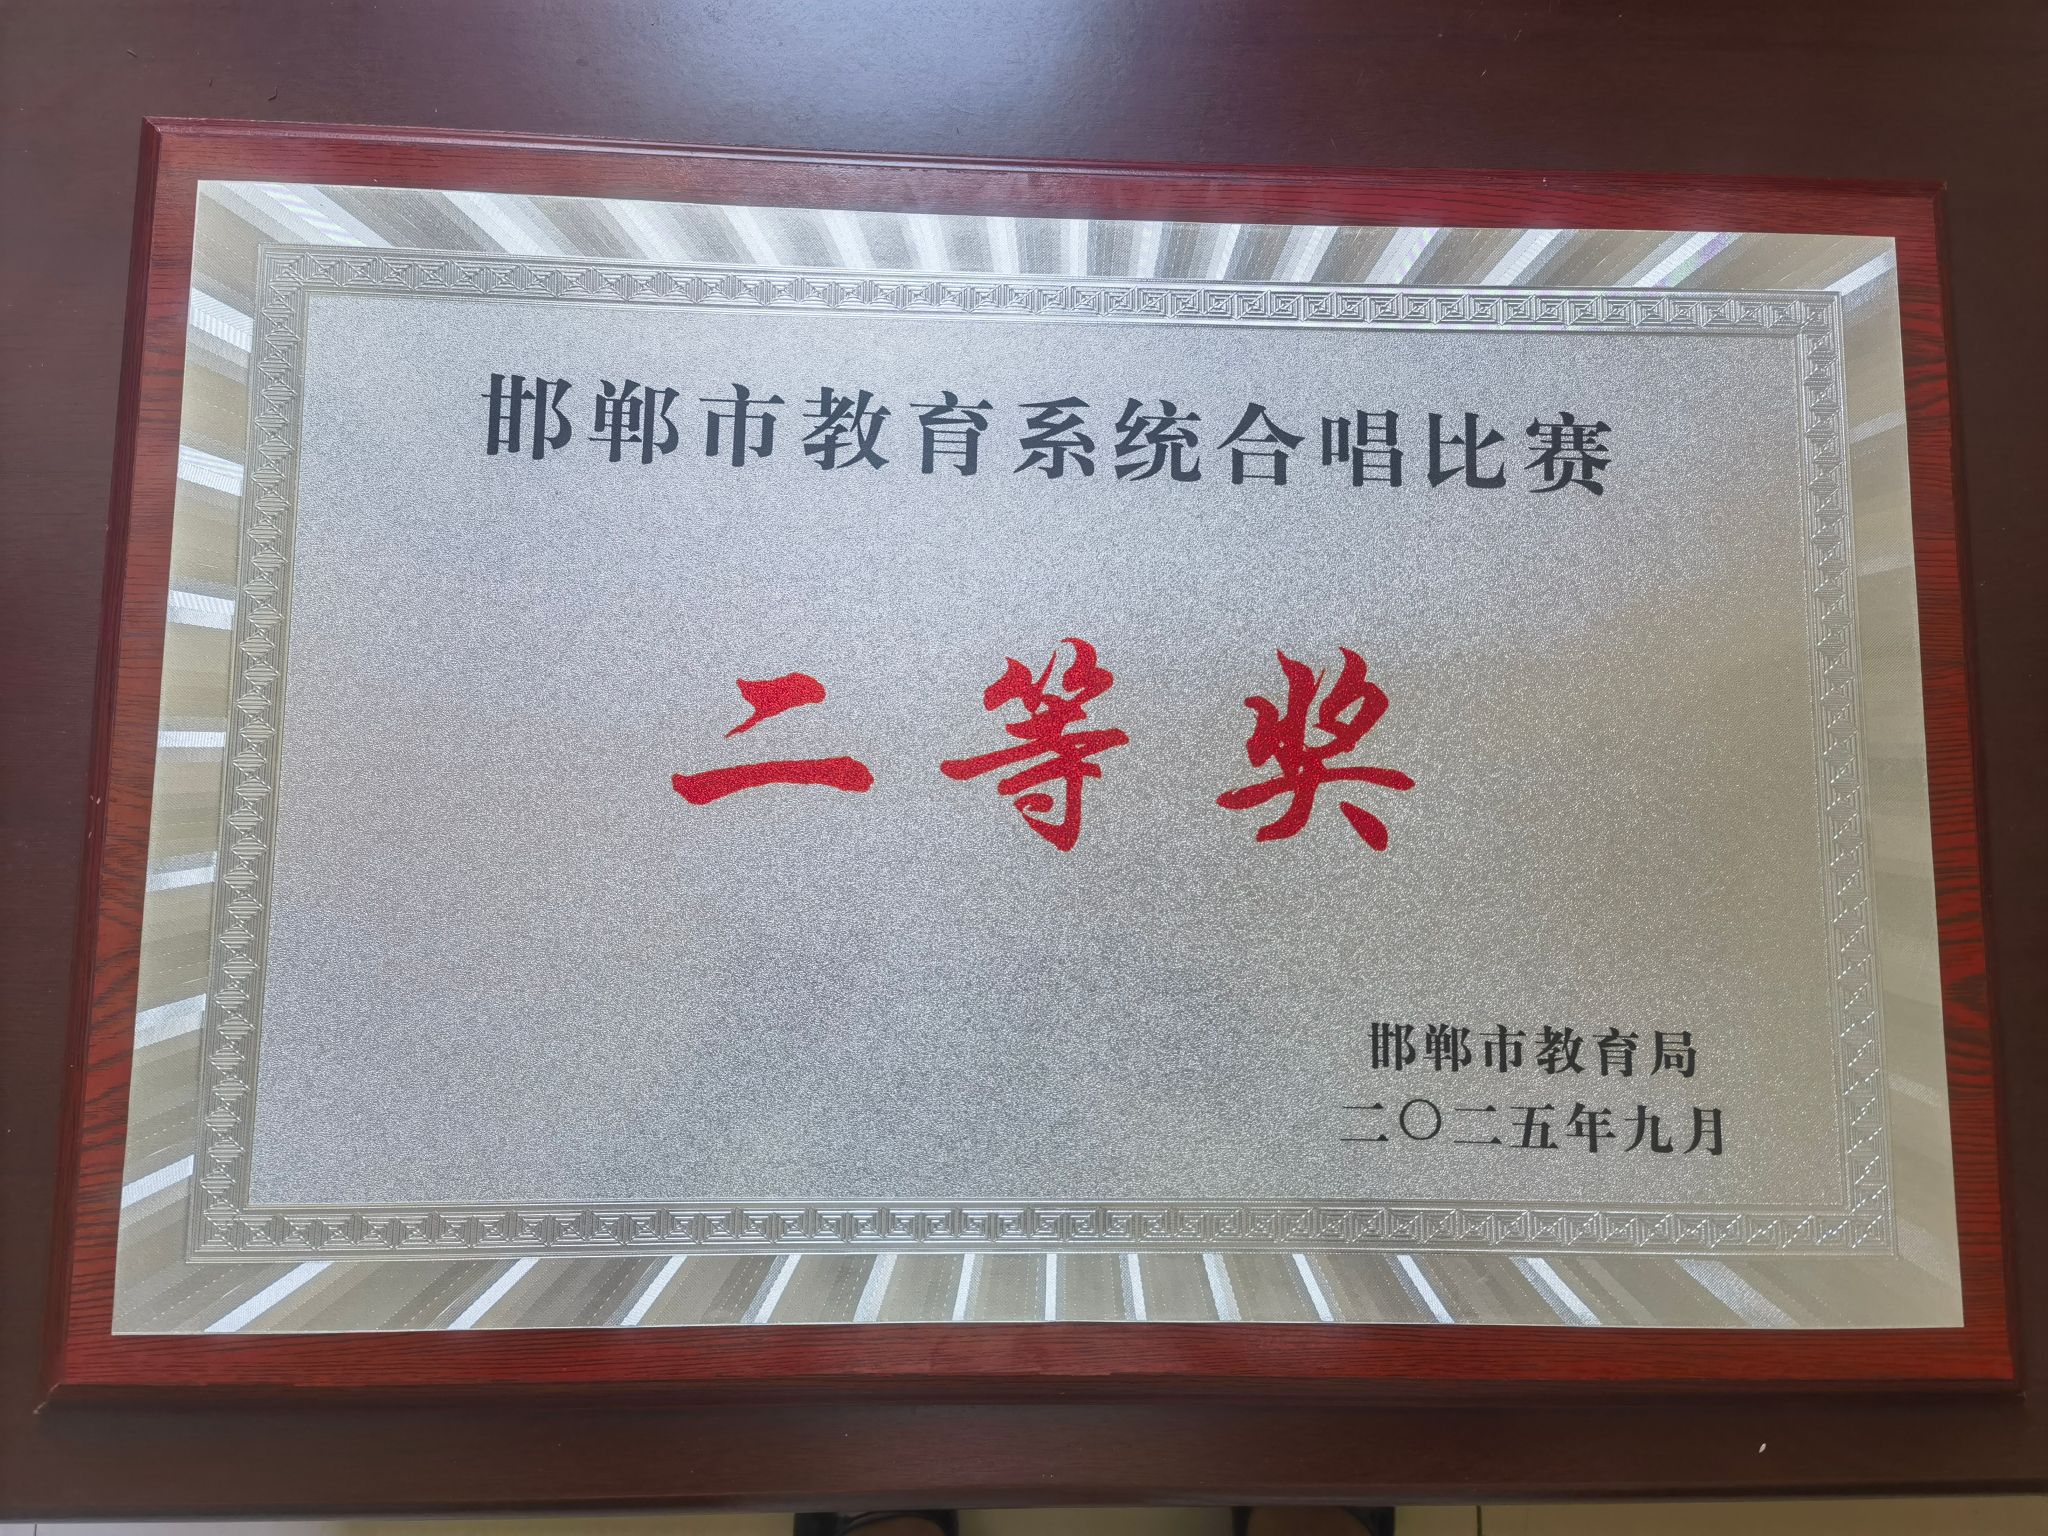 邯郸市教育系统合唱比赛
二等奖
邯郸市教育局
二〇二五年九月